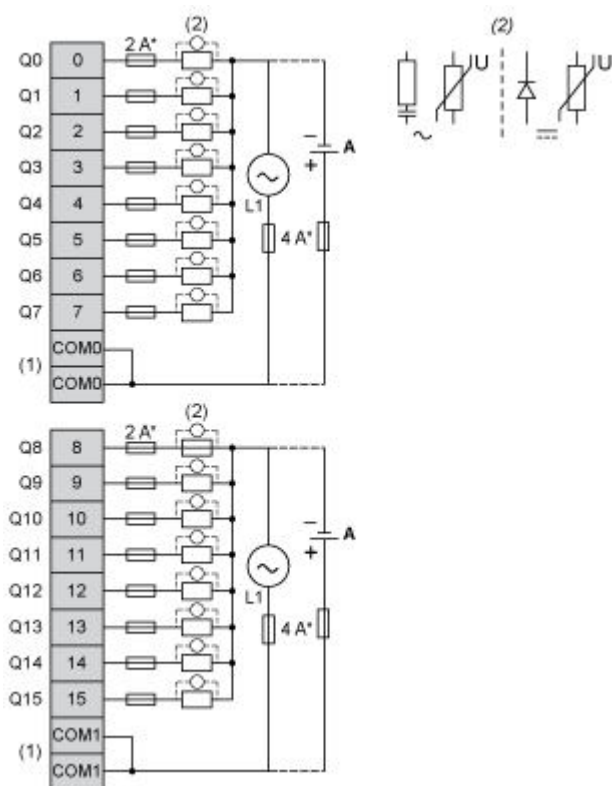 (2) (2)
2 A*
Q0 0
Q1 1
Q2 2
Q3 3
Q4 4
Q5 5
Q6 6
Q7 7
COM0
(1)
COM0
L1
4 A*
−
+
A
U U
(2)
2 A*
Q8 8
Q9 9
Q10 10
Q11 11
Q12 12
Q13 13
Q14 14
Q15 15
COM1
(1)
COM1
L1
4 A*
−
+
A